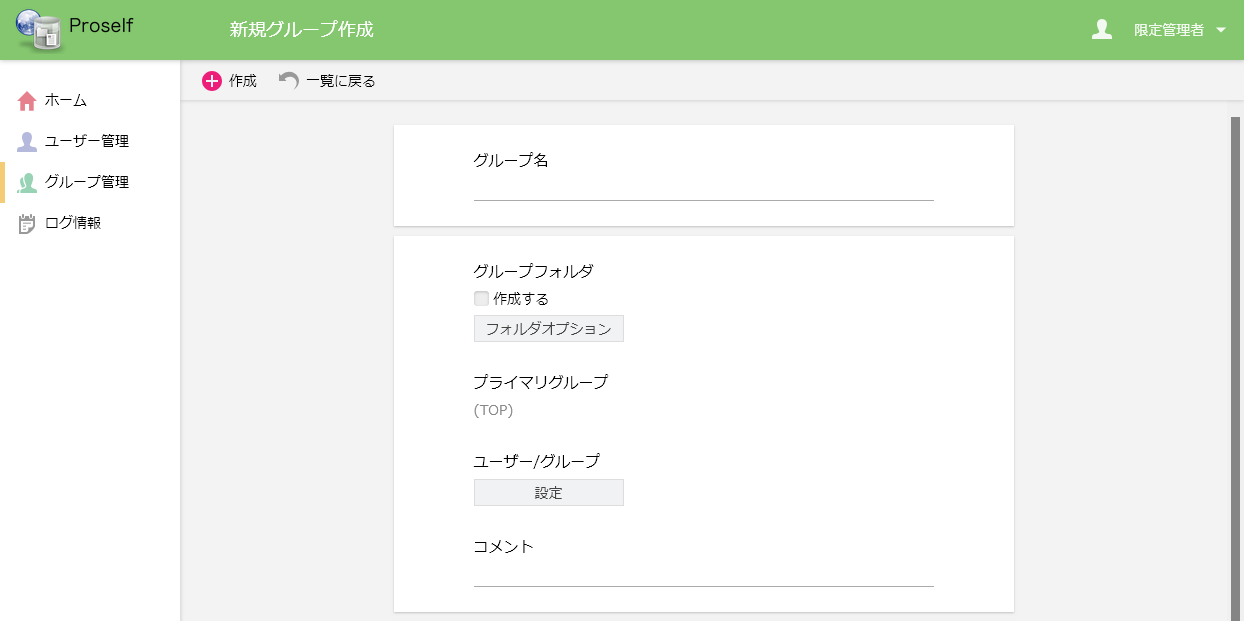 Proself
新規グループ作成
限定管理者
作成
一覧に戻る
ホーム
ユーザー管理
グループ管理
ログ情報
グループ名
グループフォルダ
作成する
フォルダオプション
プライマリグループ
(TOP)
ユーザー/グループ
設定
コメント